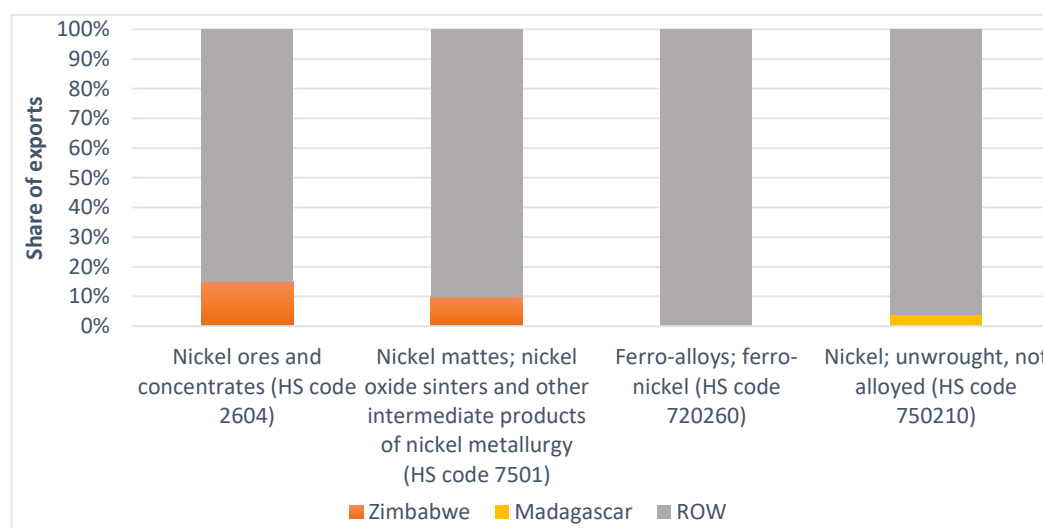 Share of exports
100%
90%
80%
70%
60%
50%
40%
30%
20%
10%
0%
Nickel ores and
concentrates (HS code
2604)
Nickel mattes; nickel
oxide sinters and other
intermediate products
of nickel metallurgy
(HS code 7501)
Ferro-alloys; ferro-
nickel (HS code
720260)
Nickel; unwrought, not
alloyed (HS code
750210)
Zimbabwe Madagascar ROW